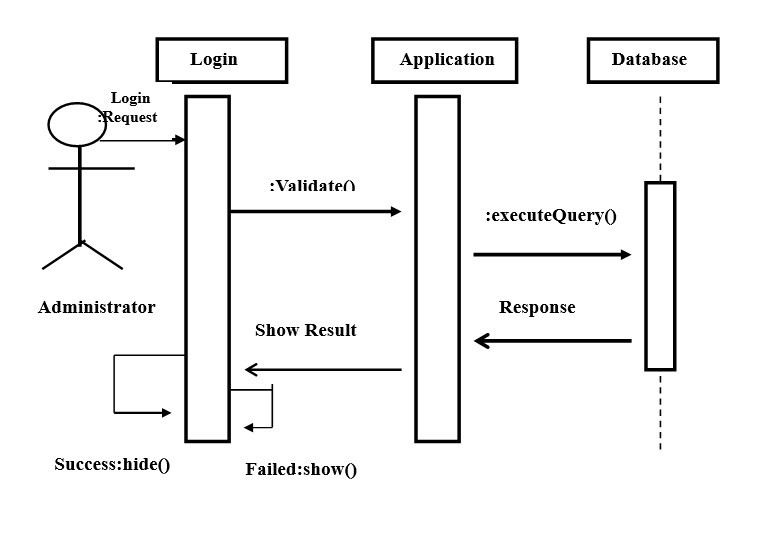 Login
Application
Database
Login
:Request
:Validate()
:executeQuery()
Administrator
Response
Show Result
Success:hide()
Failed:show()